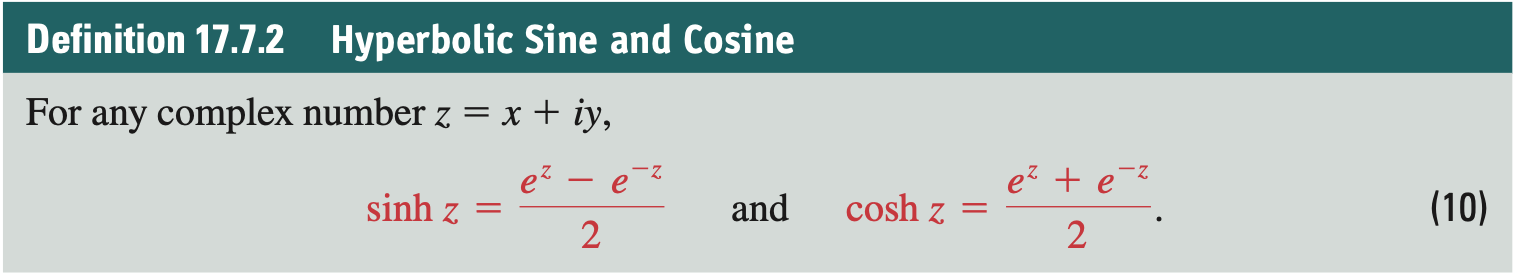 Definition 17.7.2 Hyperbolic Sine and Cosine
For any complex number z = x + iy,
sinh z = \frac{e^z − e^{−z}}{2} and cosh z = \frac{e^z + e^{−z}}{2}. (10)